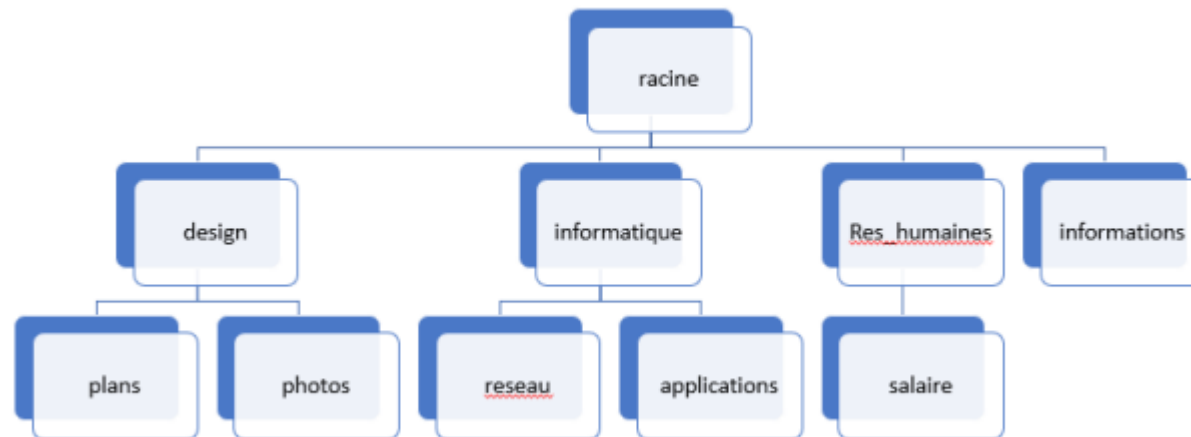 racine
design
informatique
Res_humaines
informations
plans
photos
reseau
applications
salaire